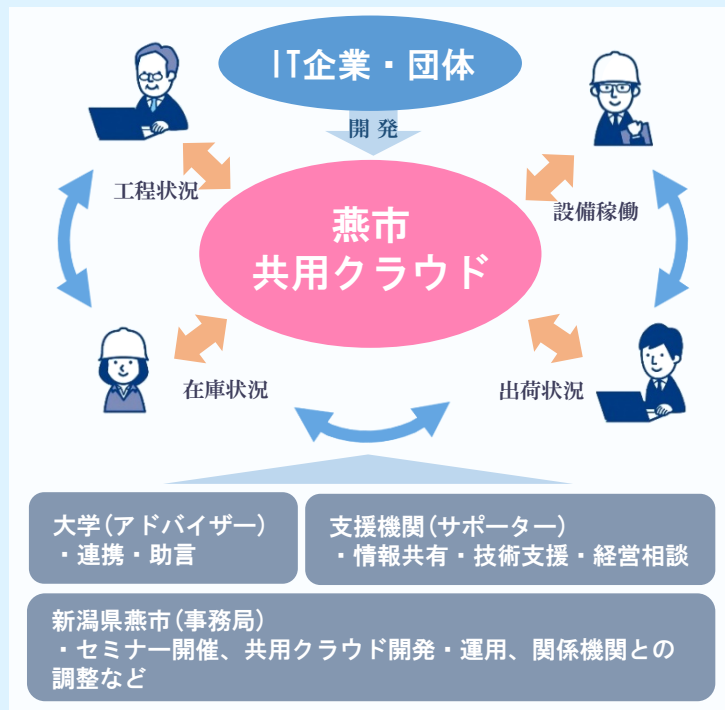 IT企業・団体
開発
工程状況
設備稼働
燕市
共用クラウド
在庫状況
出荷状況
大学(アドバイザー)
・連携・助言
支援機関(サポーター)
・情報共有・技術支援・経営相談
新潟県燕市(事務局)
・セミナー開催、共用クラウド開発・運用、関係機関との
調整など